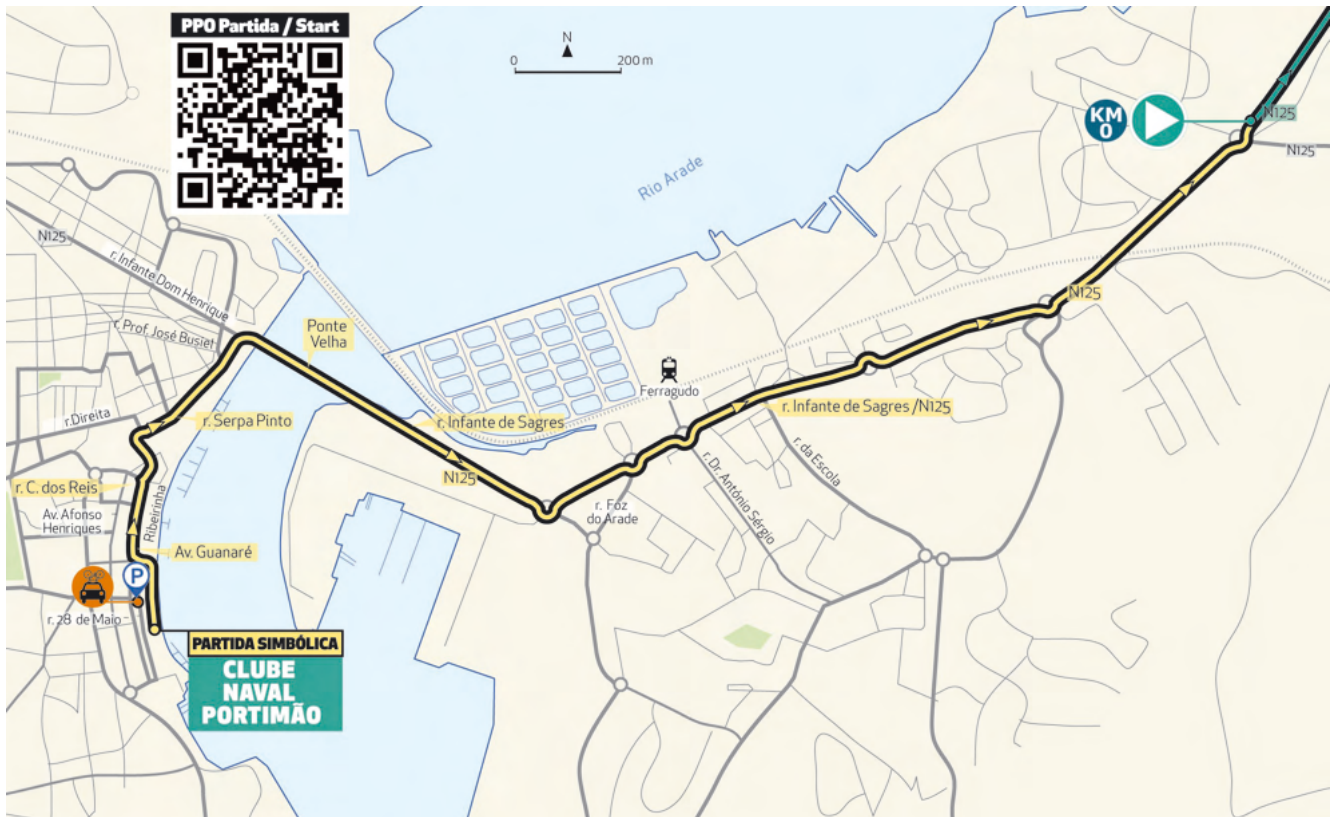 PPO Partida / Start
N
0
200 m
KM
0
N125
N125
Rio Arade
N125
r. Infante Dom Henrique
r. Prof. José Busiel
Ponte
Velha
N125
Ferragudo
r. Infante de Sagres /N125
r. Direita
r. Serpa Pinto
r. Infante de Sagres
N125
r. da Escola
r. Dr. António Sérgio
r. C. dos Reis
Ribeirinha
Av. Afonso
Henriques
r. Foz
do Arade
Av. Guanaré
P
r. 28 de Maio
PARTIDA SIMBÓLICA
CLUBE
NAVAL
PORTIMÃO